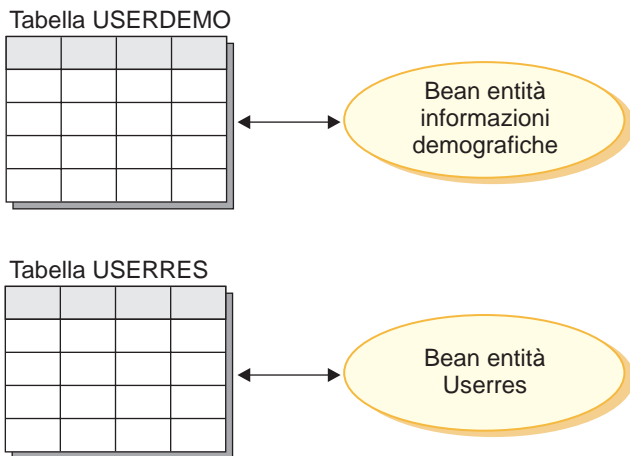 Tabella USERDEMO
Bean entità
informazioni
demografiche
Tabella USERRES
Bean entità
Userres